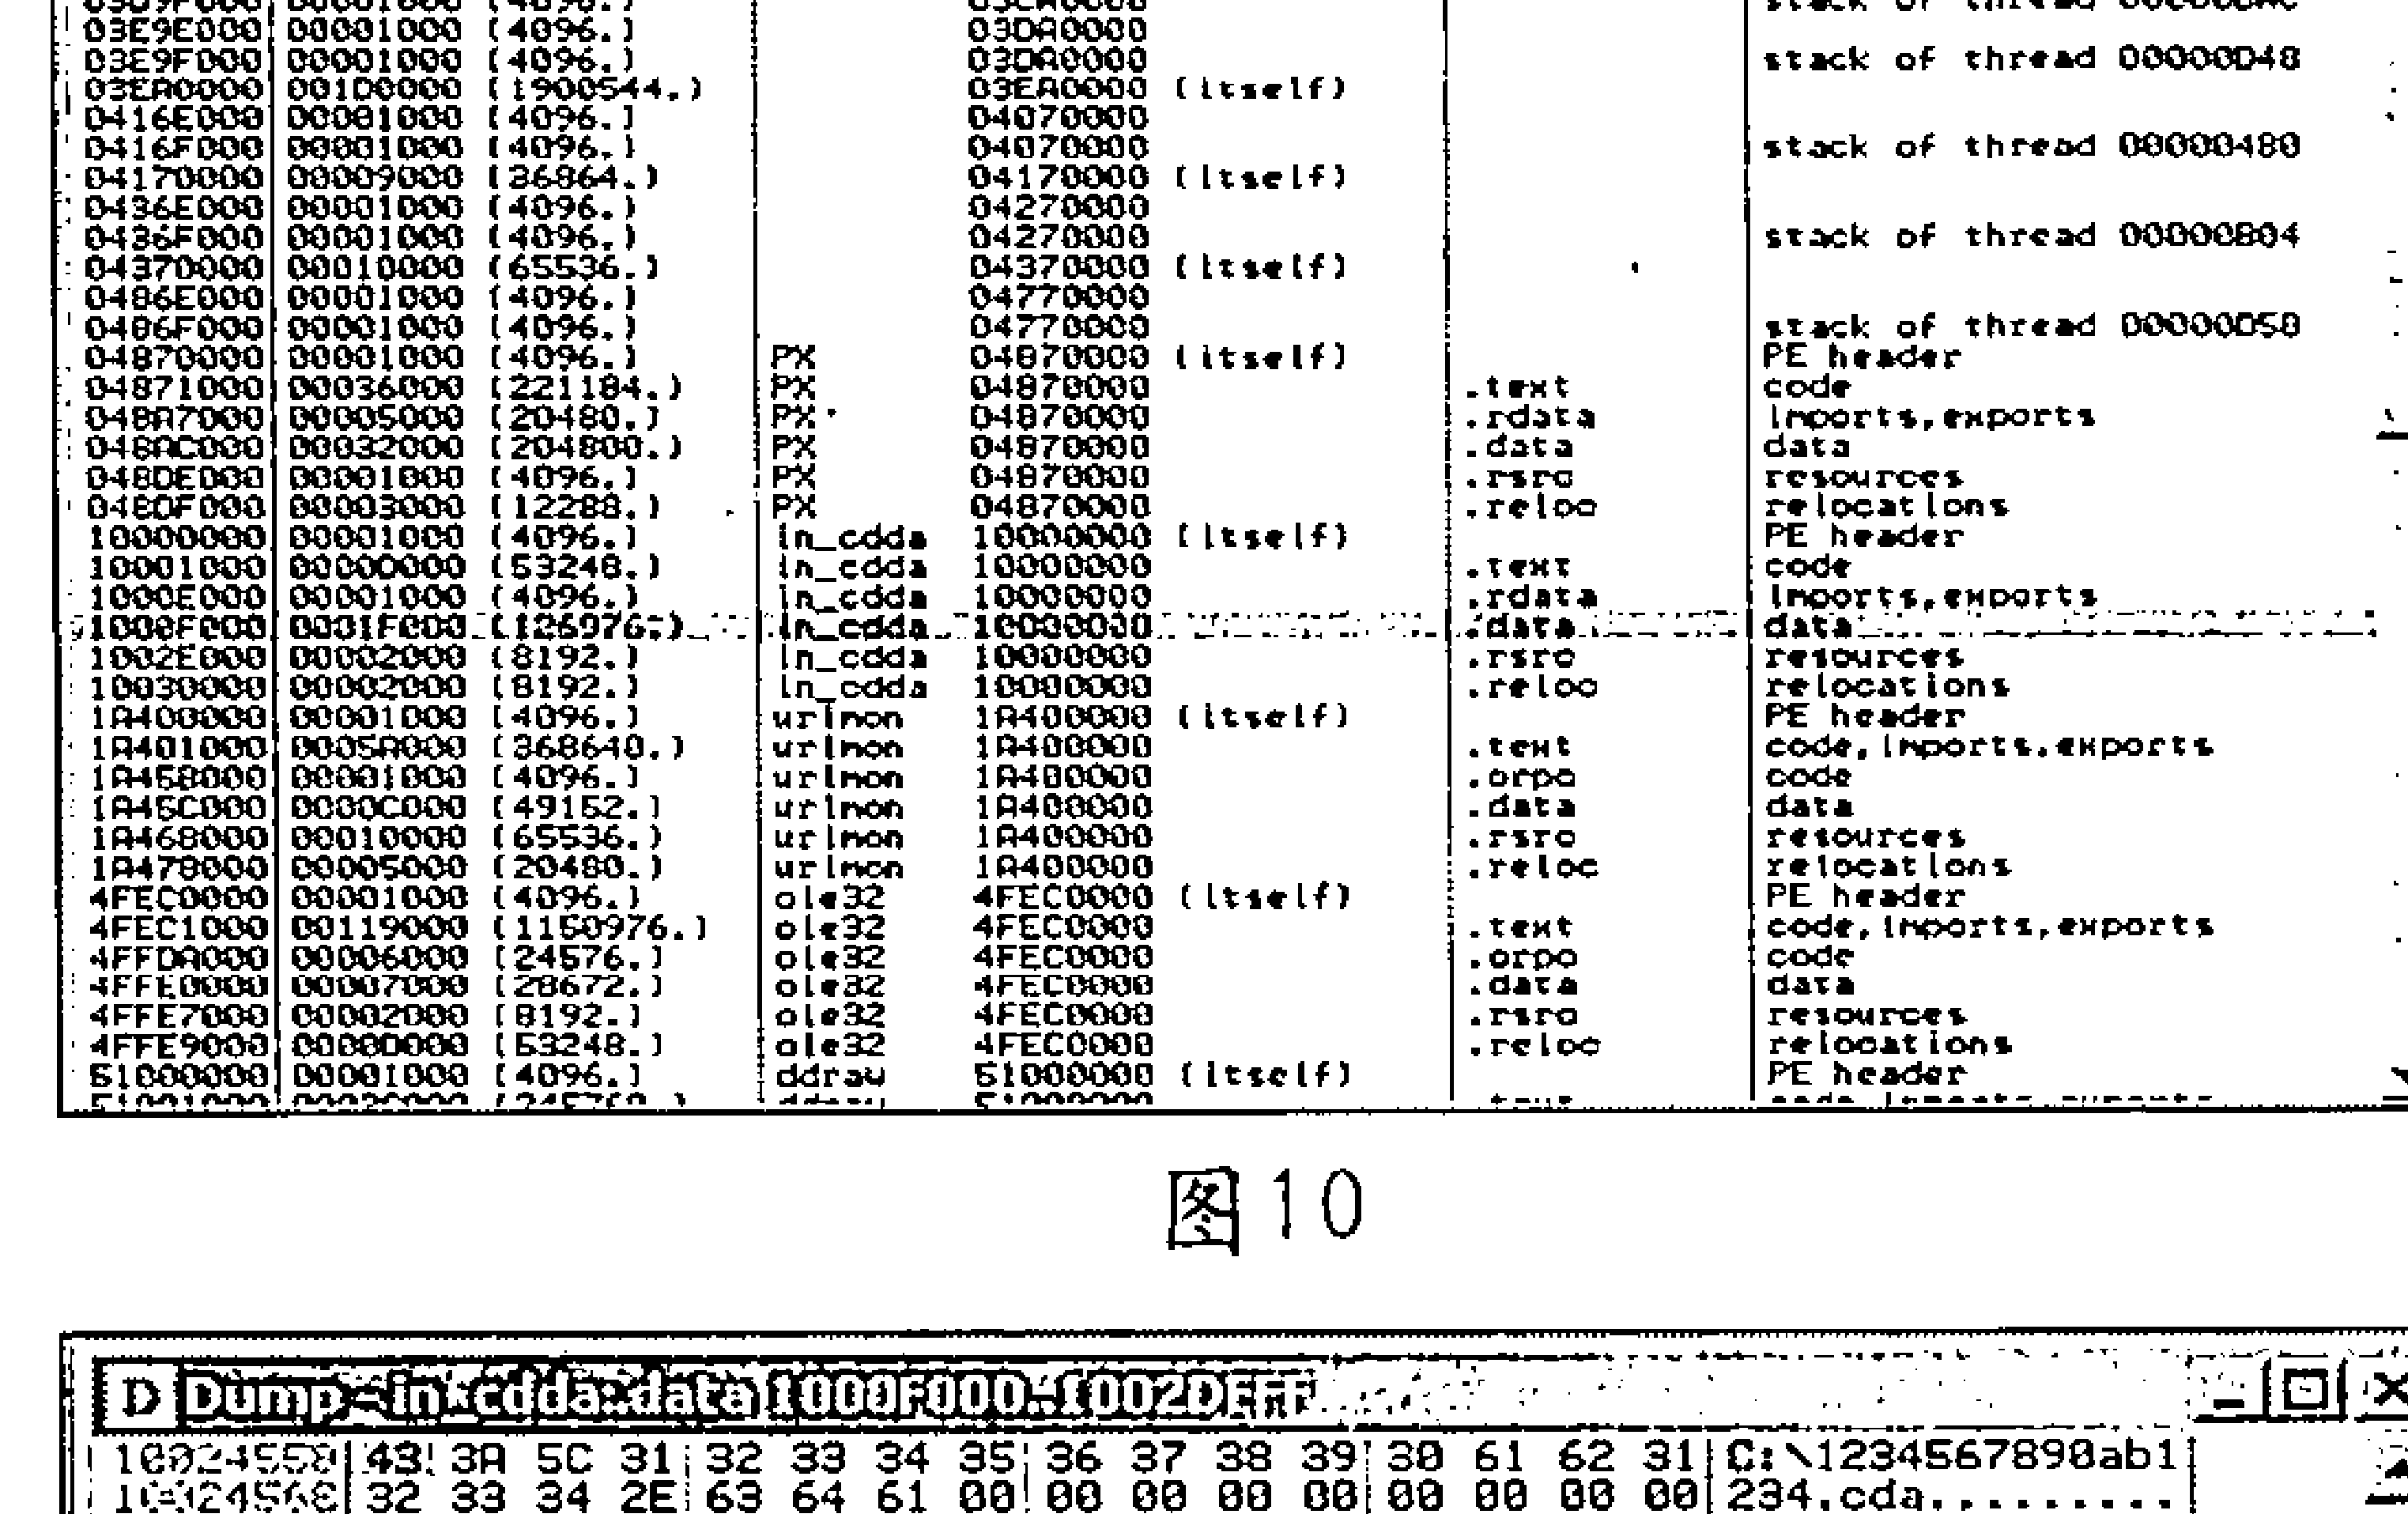 03E9E000 00001000 (4096.) 03DA0000
03E9F000 00001000 (4096.) 03DA0000 stack of thread 00000D48
03EA0000 001D0000 (1900544.) 03EA0000 (itself)
0416E000 00001000 (4096.) 04070000
0416F000 00001000 (4096.) 04070000 stack of thread 00000480
04170000 00009000 (36864.) 04170000 (itself)
0436E000 00001000 (4096.) 04270000
0436F000 00001000 (4096.) 04270000 stack of thread 00000B04
04370000 00010000 (65536.) 04370000 (itself)
0486E000 00001000 (4096.) 04770000
0486F000 00001000 (4096.) 04770000 stack of thread
04870000 00001000 (4096.) PX 04870000 (itself) PE header
04871000 00036000 (221184.) PX 04870000 .text code
048A7000 00005000 (20480.) PX 04870000 .rdata imports,exports
048AC000 00032000 (204800.) PX 04870000 .data data
048DE000 00001000 (4096.) PX 04870000 .rsrc resources
048DF000 00003000 (12288.) PX 04870000 .reloc relocations
10000000 00001000 (4096.) in_cdda 10000000 (itself) PE header
10001000 0000D000 (53248.) in_cdda 10000000 .text code
1000E000 00001000 (4096.) in_cdda 10000000 .rdata imports,exports
1000F000 0001F000 (126976.) in_cdda 10000000 .data data
1002E000 00002000 (8192.) in_cdda 10000000 .rsrc resources
10030000 00002000 (8192.) in_cdda 10000000 .reloc relocations
1A400000 00001000 (4096.) urlmon 1A400000 (itself) PE header
1A401000 0005A000 (368640.) urlmon 1A400000 .text code,imports,exports
1A45B000 00001000 (4096.) urlmon 1A400000 .orpc code
1A45C000 0000C000 (49152.) urlmon 1A400000 .data data
1A468000 00010000 (65536.) urlmon 1A400000 .rsrc resources
1A478000 00005000 (20480.) urlmon 1A400000 .reloc relocations
4FEC0000 00001000 (4096.) ole32 4FEC0000 (itself) PE header
4FEC1000 00119000 (1150976.) ole32 4FEC0000 .text code,imports,exports
4FFDA000 00006000 (24576.) ole32 4FEC0000 .orpc code
4FFE0000 00007000 (28672.) ole32 4FEC0000 .data data
4FFE7000 00002000 (8192.) ole32 4FEC0000 .rsrc resources
4FFE9000 0000D000 (53248.) ole32 4FEC0000 .reloc relocations
51000000 00001000 (4096.) ddraw 51000000 (itself) PE header
图10
D Dump - in_cdda:.data 1000F000..1002DFFF
10024558 43 3A 5C 31 32 33 34 35 36 37 38 39 30 61 62 31 C:\1234567890ab1
10024568 32 33 34 2E 63 64 61 00 00 00 00 00 00 00 00 00 234.cda.........